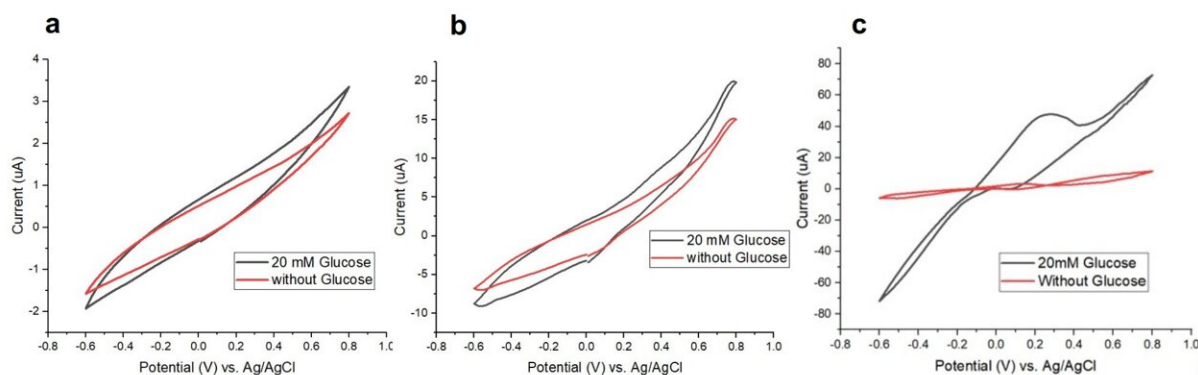 a
4
3
2
1
0
-1
-2
Current (uA)
20 mM Glucose
without Glucose
-1.0 -0.8 -0.6 -0.4 -0.2 0.0 0.2 0.4 0.6 0.8 1.0
Potential (V) vs. Ag/AgCl
b
20
15
10
5
0
-5
-10
Current (uA)
20 mM Glucose
without Glucose
-0.8 -0.6 -0.4 -0.2 0.0 0.2 0.4 0.6 0.8 1.0
Potential (V) vs. Ag/AgCl
c
80
60
40
20
0
-20
-40
-60
-80
Current (uA)
20mM Glucose
Without Glucose
-0.8 -0.6 -0.4 -0.2 0.0 0.2 0.4 0.6 0.8 1.0
Potential (V) vs. Ag/AgCl